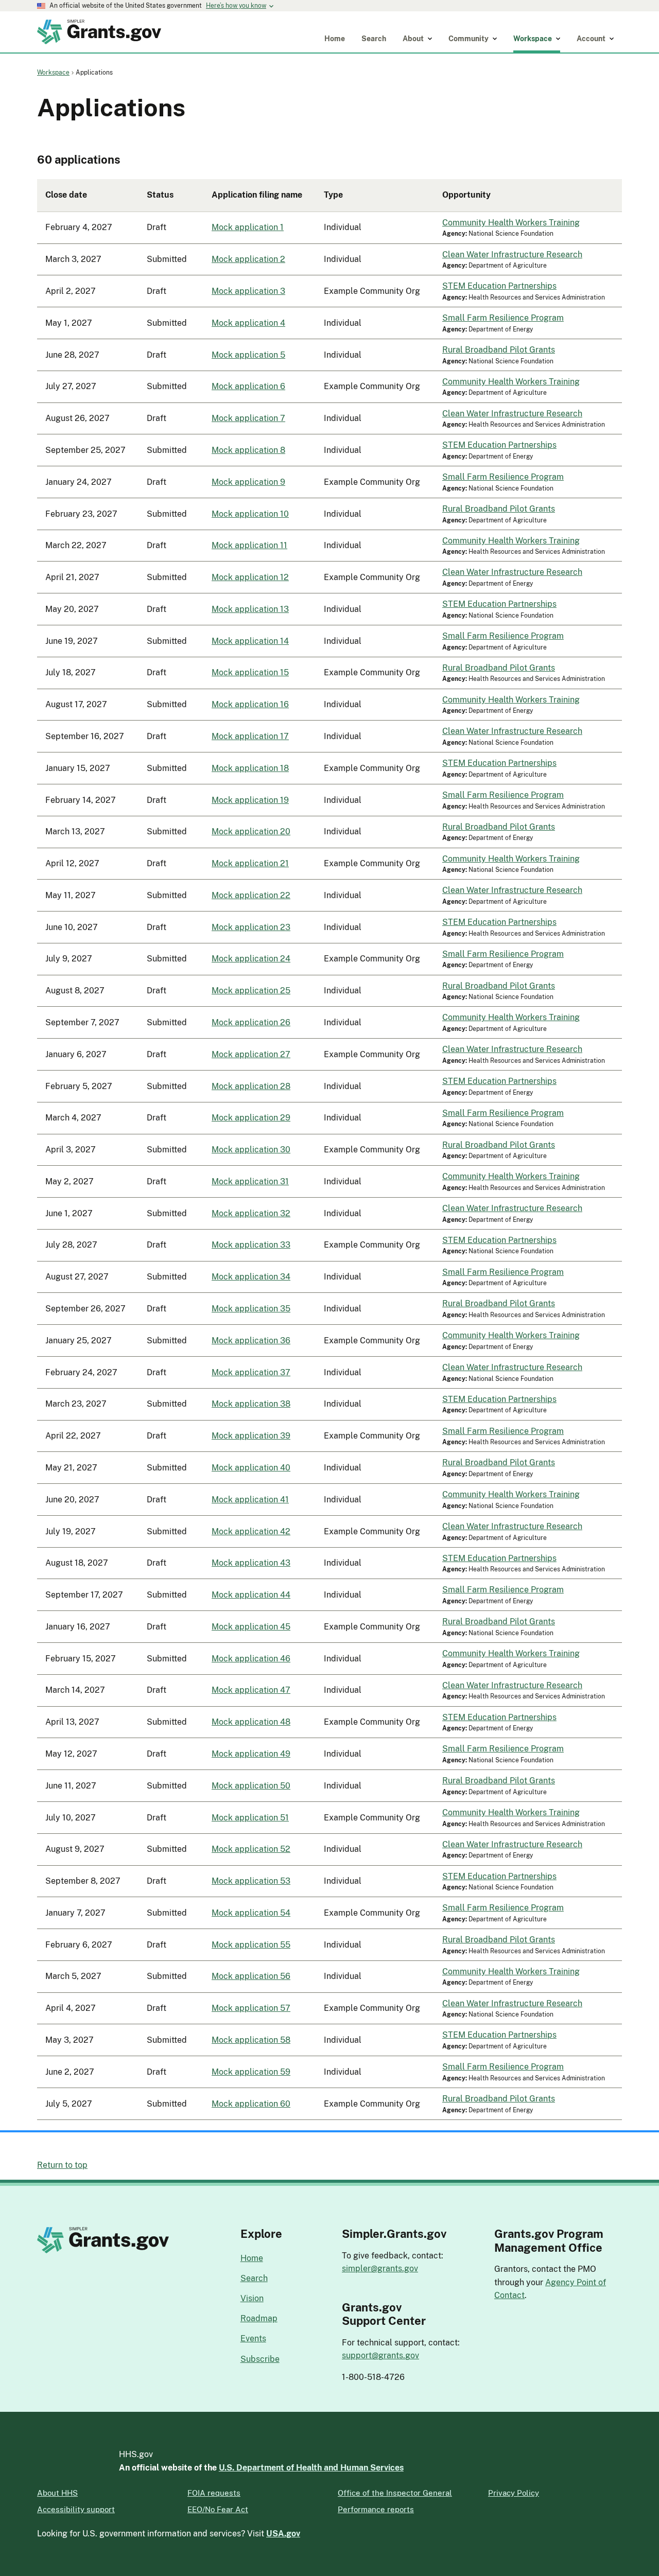 An official website of the United States government Here's how you know
SIMPLER
Grants.gov
Home Search About Community Workspace Account
Workspace › Applications
Applications
60 applications
Close date Status Application filing name Type Opportunity
February 4, 2027 Draft Mock application 1 Individual Community Health Workers Training
Agency: National Science Foundation
March 3, 2027 Submitted Mock application 2 Individual Clean Water Infrastructure Research
Agency: Department of Agriculture
April 2, 2027 Draft Mock application 3 Example Community Org STEM Education Partnerships
Agency: Health Resources and Services Administration
May 1, 2027 Submitted Mock application 4 Individual Small Farm Resilience Program
Agency: Department of Energy
June 28, 2027 Draft Mock application 5 Individual Rural Broadband Pilot Grants
Agency: National Science Foundation
July 27, 2027 Submitted Mock application 6 Example Community Org Community Health Workers Training
Agency: Department of Agriculture
August 26, 2027 Draft Mock application 7 Individual Clean Water Infrastructure Research
Agency: Health Resources and Services Administration
September 25, 2027 Submitted Mock application 8 Individual STEM Education Partnerships
Agency: Department of Energy
January 24, 2027 Draft Mock application 9 Example Community Org Small Farm Resilience Program
Agency: National Science Foundation
February 23, 2027 Submitted Mock application 10 Individual Rural Broadband Pilot Grants
Agency: Department of Agriculture
March 22, 2027 Draft Mock application 11 Individual Community Health Workers Training
Agency: Health Resources and Services Administration
April 21, 2027 Submitted Mock application 12 Example Community Org Clean Water Infrastructure Research
Agency: Department of Energy
May 20, 2027 Draft Mock application 13 Individual STEM Education Partnerships
Agency: National Science Foundation
June 19, 2027 Submitted Mock application 14 Individual Small Farm Resilience Program
Agency: Department of Agriculture
July 18, 2027 Draft Mock application 15 Example Community Org Rural Broadband Pilot Grants
Agency: Health Resources and Services Administration
August 17, 2027 Submitted Mock application 16 Individual Community Health Workers Training
Agency: Department of Energy
September 16, 2027 Draft Mock application 17 Individual Clean Water Infrastructure Research
Agency: National Science Foundation
January 15, 2027 Submitted Mock application 18 Example Community Org STEM Education Partnerships
Agency: Department of Agriculture
February 14, 2027 Draft Mock application 19 Individual Small Farm Resilience Program
Agency: Health Resources and Services Administration
March 13, 2027 Submitted Mock application 20 Individual Rural Broadband Pilot Grants
Agency: Department of Energy
April 12, 2027 Draft Mock application 21 Example Community Org Community Health Workers Training
Agency: National Science Foundation
May 11, 2027 Submitted Mock application 22 Individual Clean Water Infrastructure Research
Agency: Department of Agriculture
June 10, 2027 Draft Mock application 23 Individual STEM Education Partnerships
Agency: Health Resources and Services Administration
July 9, 2027 Submitted Mock application 24 Example Community Org Small Farm Resilience Program
Agency: Department of Energy
August 8, 2027 Draft Mock application 25 Individual Rural Broadband Pilot Grants
Agency: National Science Foundation
September 7, 2027 Submitted Mock application 26 Individual Community Health Workers Training
Agency: Department of Agriculture
January 6, 2027 Draft Mock application 27 Example Community Org Clean Water Infrastructure Research
Agency: Health Resources and Services Administration
February 5, 2027 Submitted Mock application 28 Individual STEM Education Partnerships
Agency: Department of Energy
March 4, 2027 Draft Mock application 29 Individual Small Farm Resilience Program
Agency: National Science Foundation
April 3, 2027 Submitted Mock application 30 Example Community Org Rural Broadband Pilot Grants
Agency: Department of Agriculture
May 2, 2027 Draft Mock application 31 Individual Community Health Workers Training
Agency: Health Resources and Services Administration
June 1, 2027 Submitted Mock application 32 Individual Clean Water Infrastructure Research
Agency: Department of Energy
July 28, 2027 Draft Mock application 33 Example Community Org STEM Education Partnerships
Agency: National Science Foundation
August 27, 2027 Submitted Mock application 34 Individual Small Farm Resilience Program
Agency: Department of Agriculture
September 26, 2027 Draft Mock application 35 Individual Rural Broadband Pilot Grants
Agency: Health Resources and Services Administration
January 25, 2027 Submitted Mock application 36 Example Community Org Community Health Workers Training
Agency: Department of Energy
February 24, 2027 Draft Mock application 37 Individual Clean Water Infrastructure Research
Agency: National Science Foundation
March 23, 2027 Submitted Mock application 38 Individual STEM Education Partnerships
Agency: Department of Agriculture
April 22, 2027 Draft Mock application 39 Example Community Org Small Farm Resilience Program
Agency: Health Resources and Services Administration
May 21, 2027 Submitted Mock application 40 Individual Rural Broadband Pilot Grants
Agency: Department of Energy
June 20, 2027 Draft Mock application 41 Individual Community Health Workers Training
Agency: National Science Foundation
July 19, 2027 Submitted Mock application 42 Example Community Org Clean Water Infrastructure Research
Agency: Department of Agriculture
August 18, 2027 Draft Mock application 43 Individual STEM Education Partnerships
Agency: Health Resources and Services Administration
September 17, 2027 Submitted Mock application 44 Individual Small Farm Resilience Program
Agency: Department of Energy
January 16, 2027 Draft Mock application 45 Example Community Org Rural Broadband Pilot Grants
Agency: National Science Foundation
February 15, 2027 Submitted Mock application 46 Individual Community Health Workers Training
Agency: Department of Agriculture
March 14, 2027 Draft Mock application 47 Individual Clean Water Infrastructure Research
Agency: Health Resources and Services Administration
April 13, 2027 Submitted Mock application 48 Example Community Org STEM Education Partnerships
Agency: Department of Energy
May 12, 2027 Draft Mock application 49 Individual Small Farm Resilience Program
Agency: National Science Foundation
June 11, 2027 Submitted Mock application 50 Individual Rural Broadband Pilot Grants
Agency: Department of Agriculture
July 10, 2027 Draft Mock application 51 Example Community Org Community Health Workers Training
Agency: Health Resources and Services Administration
August 9, 2027 Submitted Mock application 52 Individual Clean Water Infrastructure Research
Agency: Department of Energy
September 8, 2027 Draft Mock application 53 Individual STEM Education Partnerships
Agency: National Science Foundation
January 7, 2027 Submitted Mock application 54 Example Community Org Small Farm Resilience Program
Agency: Department of Agriculture
February 6, 2027 Draft Mock application 55 Individual Rural Broadband Pilot Grants
Agency: Health Resources and Services Administration
March 5, 2027 Submitted Mock application 56 Individual Community Health Workers Training
Agency: Department of Energy
April 4, 2027 Draft Mock application 57 Example Community Org Clean Water Infrastructure Research
Agency: National Science Foundation
May 3, 2027 Submitted Mock application 58 Individual STEM Education Partnerships
Agency: Department of Agriculture
June 2, 2027 Draft Mock application 59 Individual Small Farm Resilience Program
Agency: Health Resources and Services Administration
July 5, 2027 Submitted Mock application 60 Example Community Org Rural Broadband Pilot Grants
Agency: Department of Energy
Return to top
SIMPLER
Grants.gov
Explore
Home
Search
Vision
Roadmap
Events
Subscribe
Simpler.Grants.gov
To give feedback, contact:
simpler@grants.gov
Grants.gov
Support Center
For technical support, contact:
support@grants.gov
1-800-518-4726
Grants.gov Program
Management Office
Grantors, contact the PMO
through your Agency Point of
Contact.
HHS.gov
An official website of the U.S. Department of Health and Human Services
About HHS FOIA requests Office of the Inspector General Privacy Policy
Accessibility support EEO/No Fear Act Performance reports
Looking for U.S. government information and services? Visit USA.gov